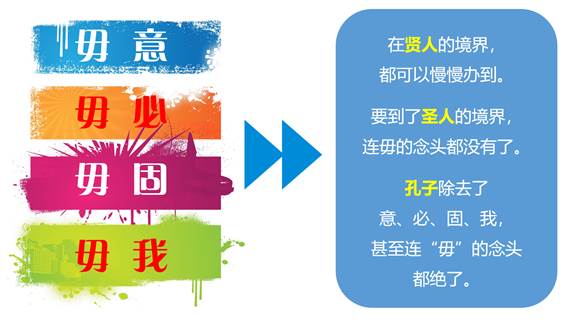 毋 意
毋 必
毋 固
毋 我
在贤人的境界，
都可以慢慢办到。
要到了圣人的境界，
连毋的念头都没有了。
孔子除去了
意、必、固、我，
甚至连“毋”的念头
都绝了。